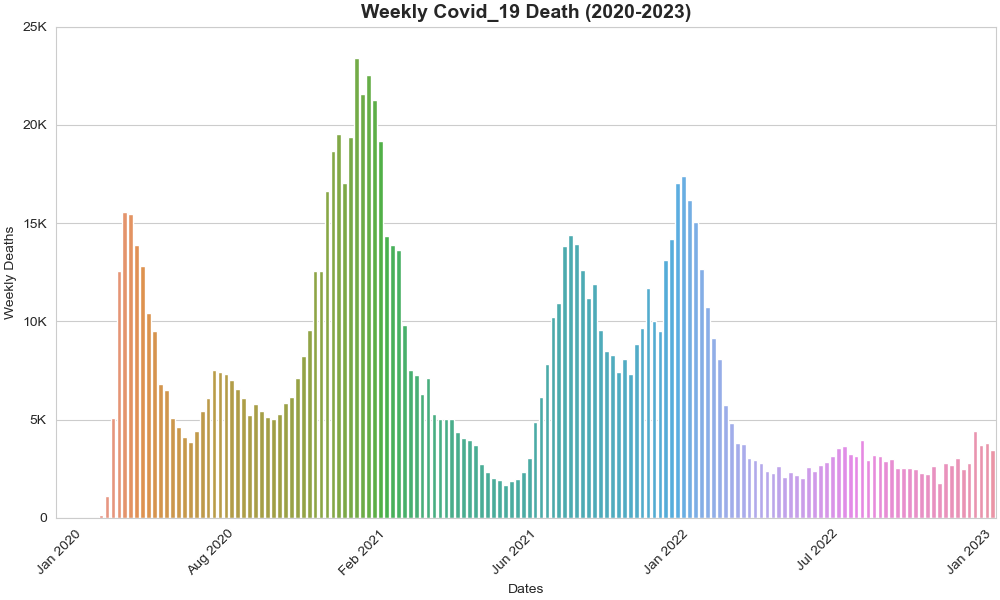 Weekly Covid_19 Death (2020-2023)
25K
20K
15K
10K
5K
0
Weekly Deaths
Jan 2020
Aug 2020
Feb 2021
Jun 2021
Jan 2022
Jul 2022
Jan 2023
Dates